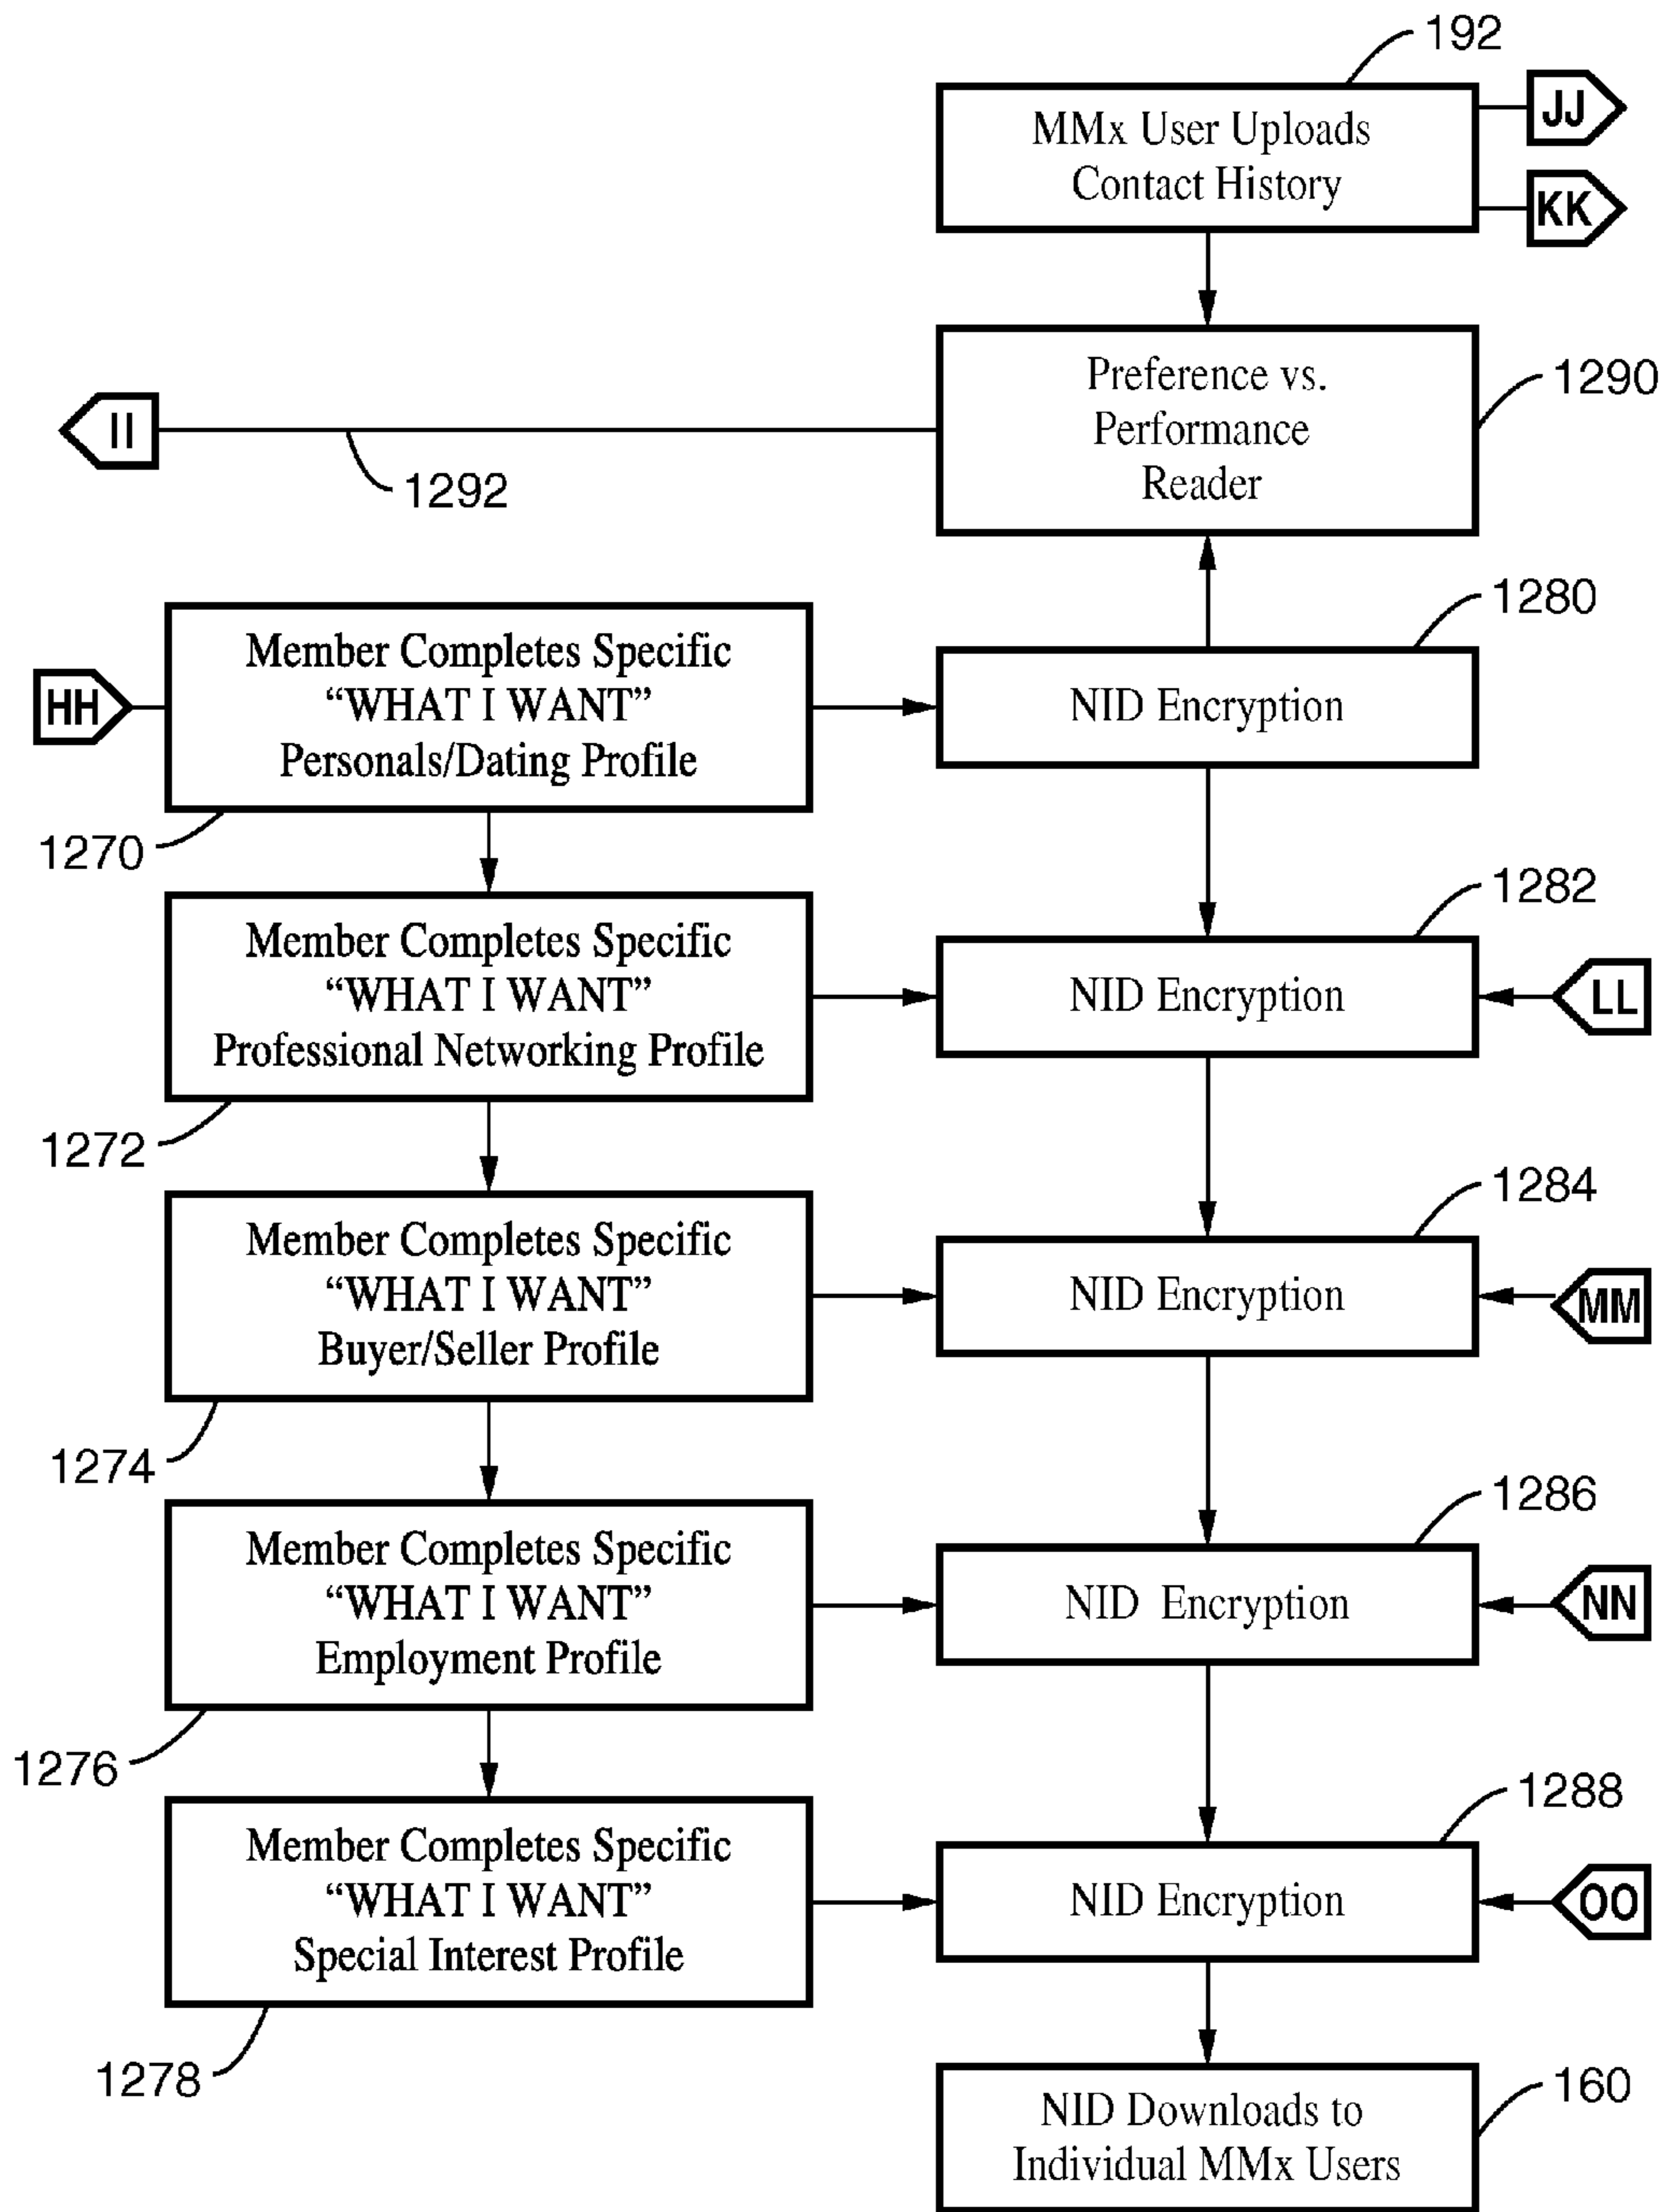 192
MMx User Uploads
Contact History
JJ
KK
Preference vs.
Performance
Reader
1290
II
1292
1280
Member Completes Specific
“WHAT I WANT”
Personals/Dating Profile
HH
NID Encryption
1270
1282
Member Completes Specific
“WHAT I WANT”
Professional Networking Profile
NID Encryption
LL
1272
1284
Member Completes Specific
“WHAT I WANT”
Buyer/Seller Profile
NID Encryption
MM
1274
1286
Member Completes Specific
“WHAT I WANT”
Employment Profile
NID Encryption
NN
1276
1288
Member Completes Specific
“WHAT I WANT”
Special Interest Profile
NID Encryption
OO
1278
160
NID Downloads to
Individual MMx Users